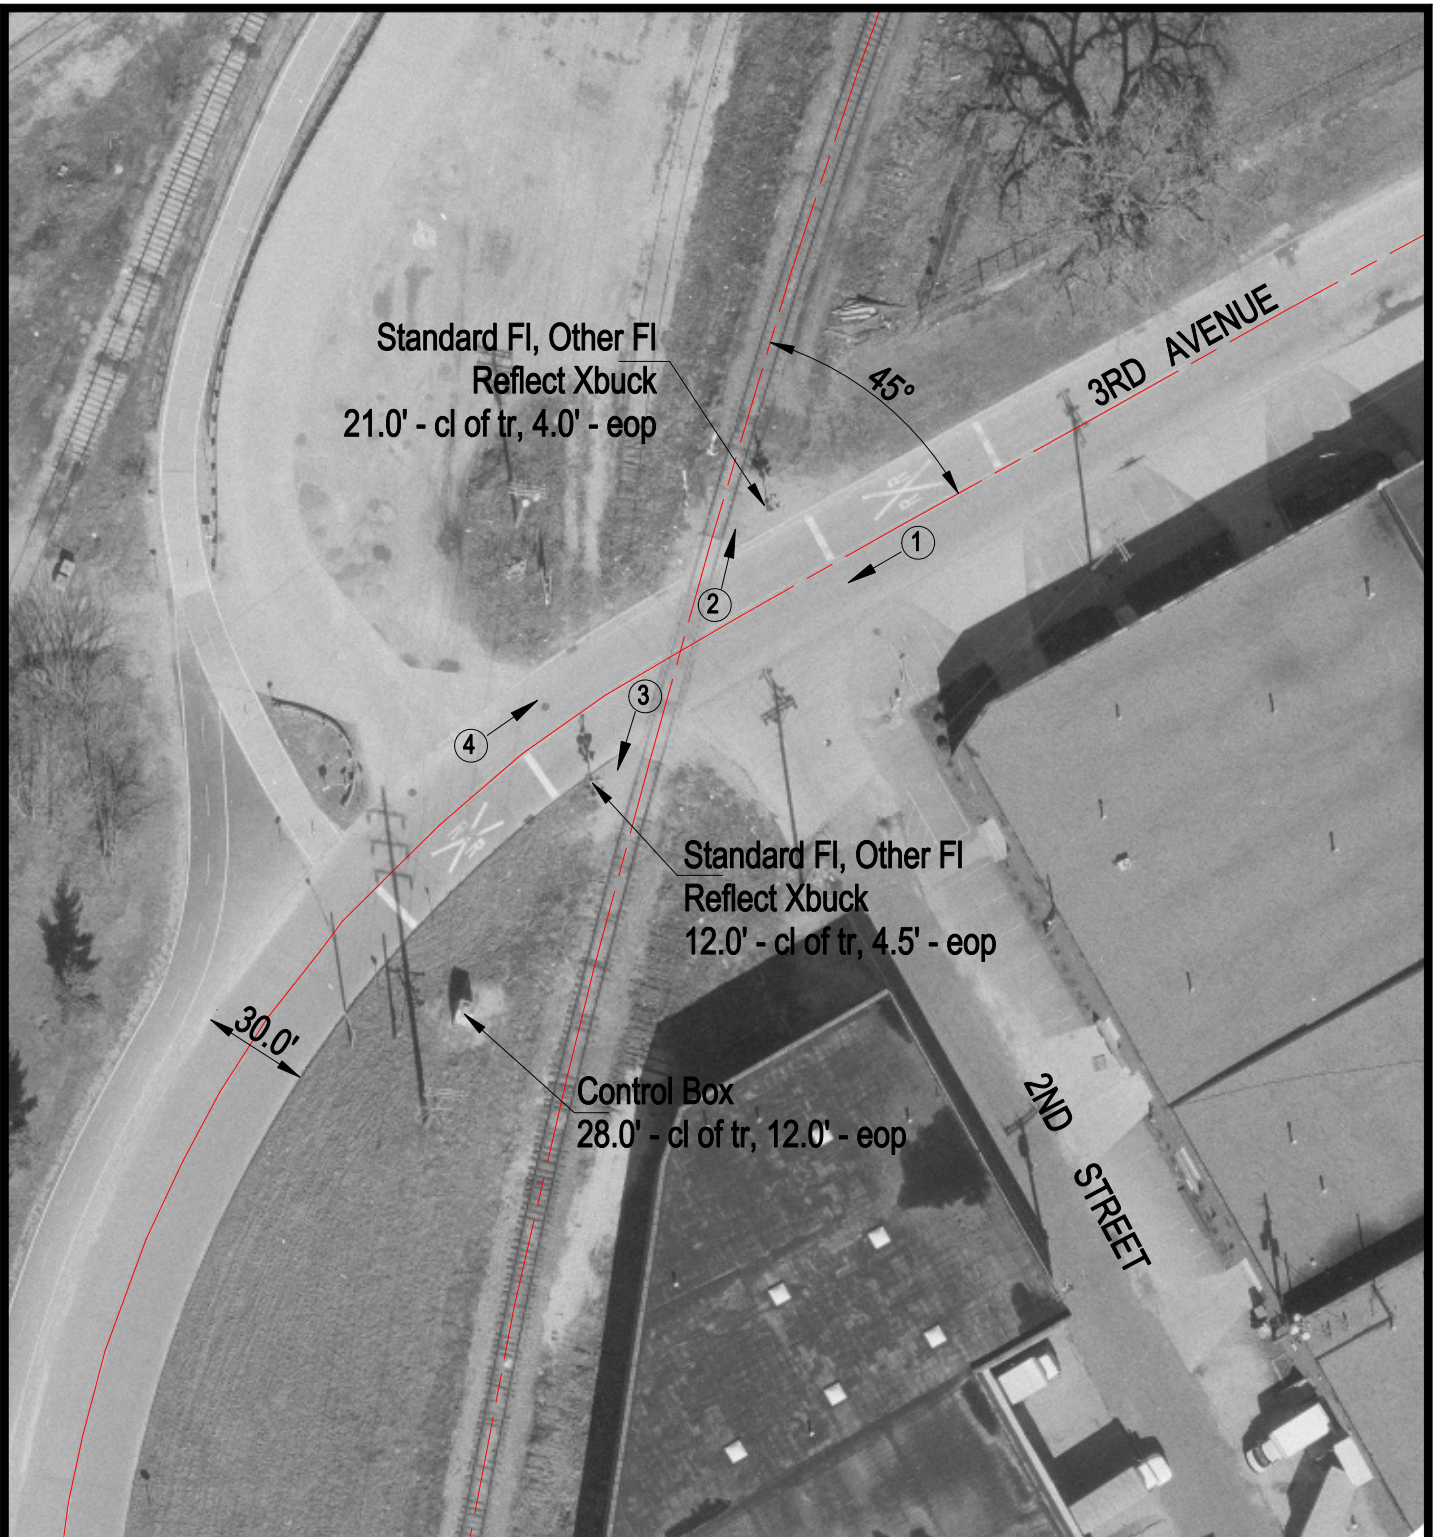 Standard Fl, Other Fl
Reflect Xbuck
21.0' - cl of tr, 4.0' - eop
45°
3RD AVENUE
R R
1
2
3
4
R R
Standard Fl, Other Fl
Reflect Xbuck
12.0' - cl of tr, 4.5' - eop
30.0'
Control Box
28.0' - cl of tr, 12.0' - eop
2ND STREET